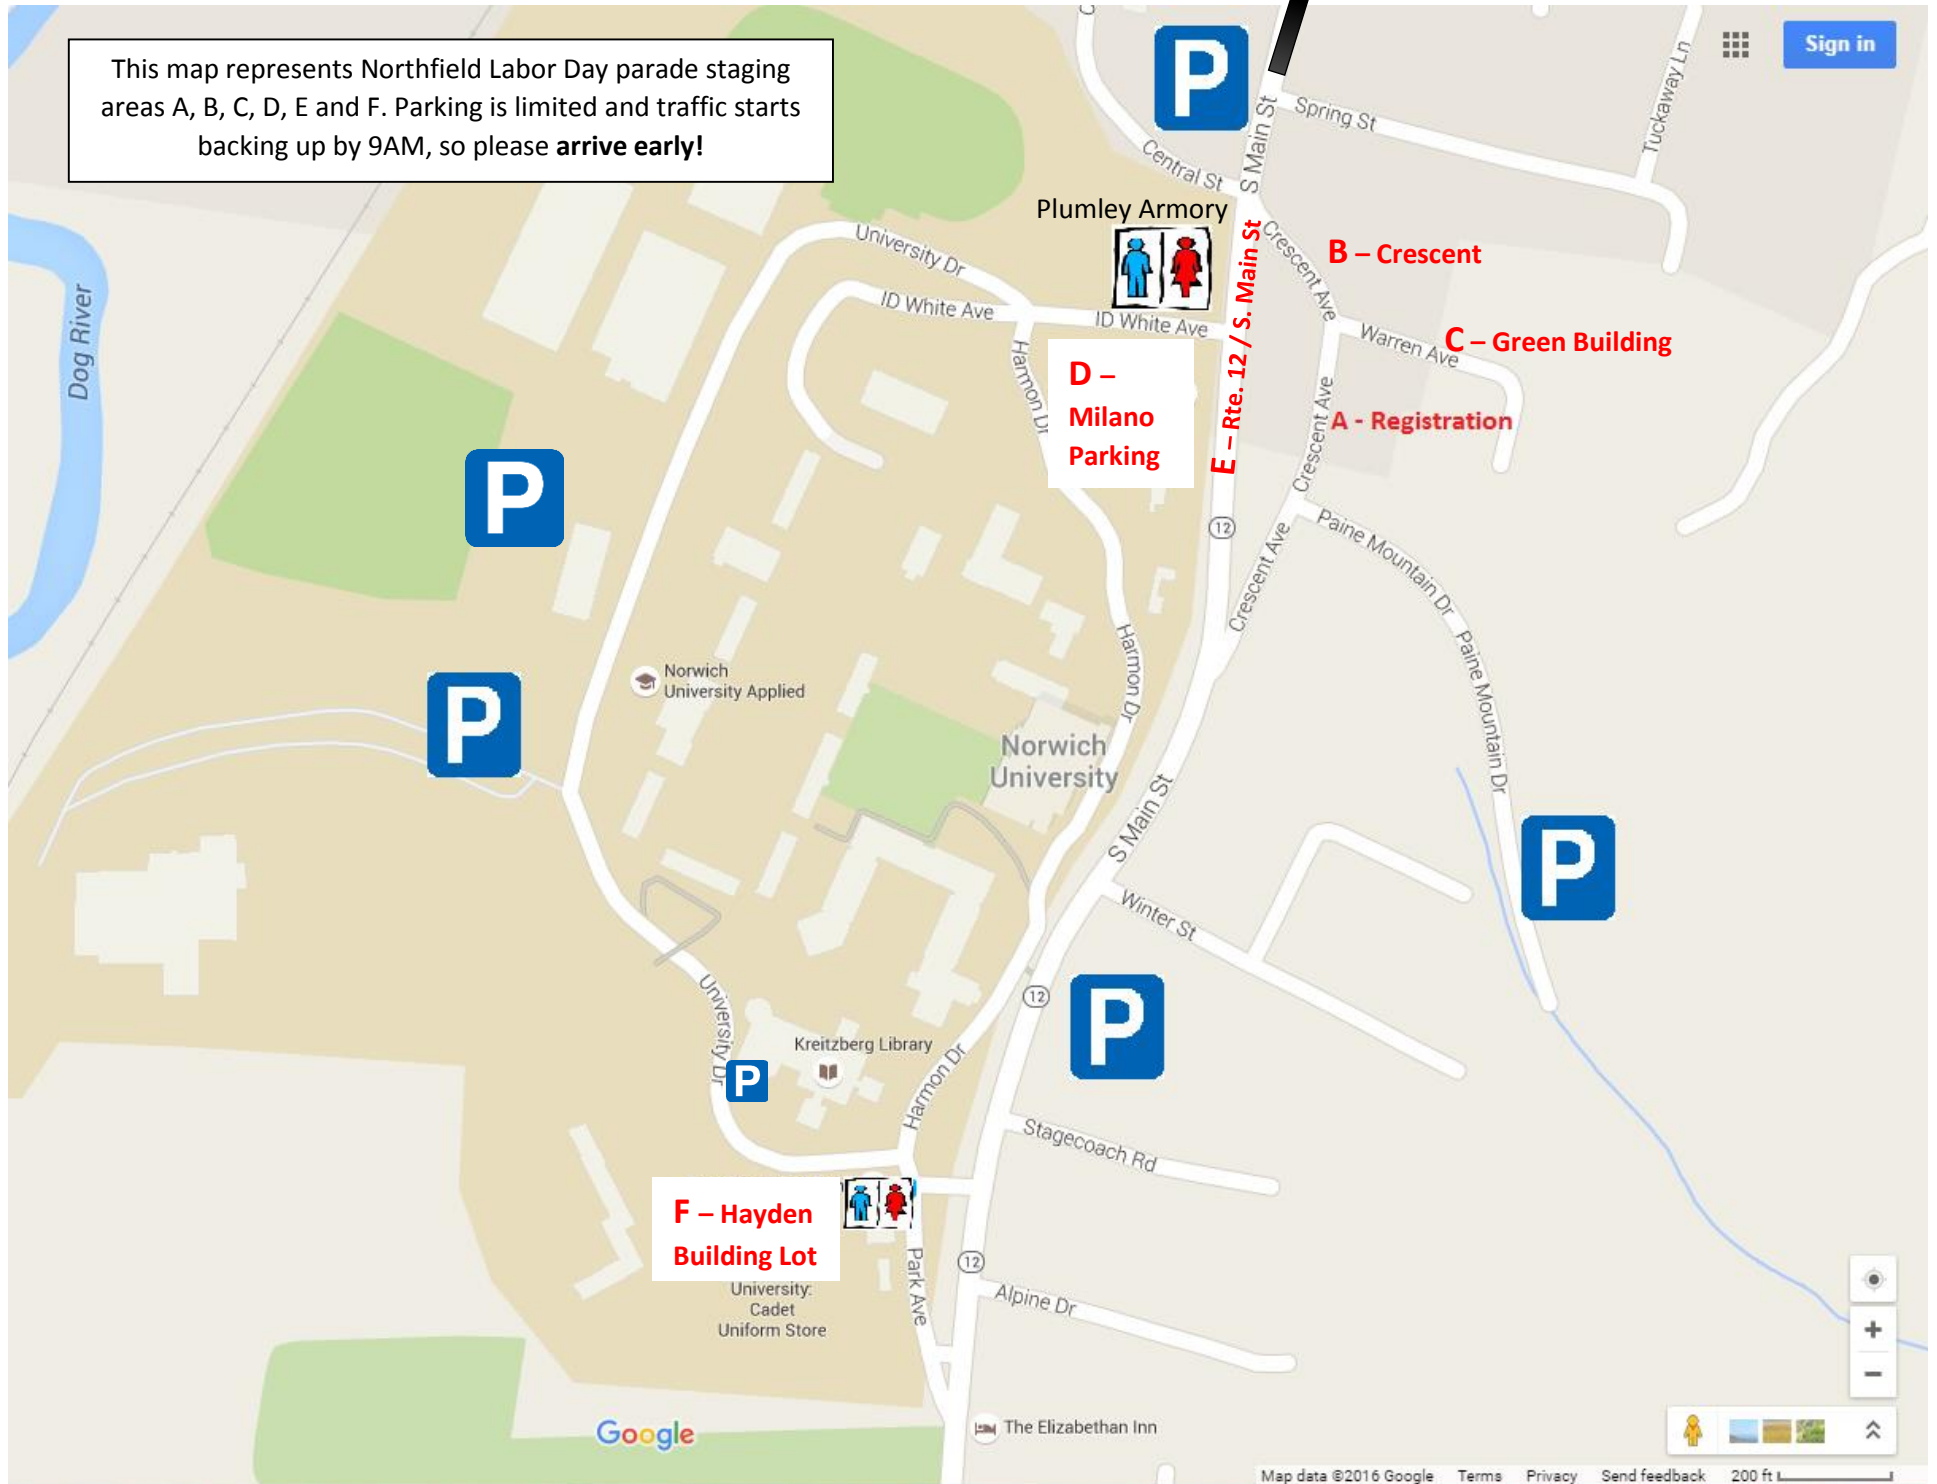 This map represents Northfield Labor Day parade staging
areas A, B, C, D, E and F. Parking is limited and traffic starts
backing up by 9AM, so please arrive early!
P
Sign in
S Main St
Spring St
Tuckaway Ln
Central St
Plumley Armory
University Dr
ID White Ave
ID White Ave
Harmon Dr
Dog River
Crescent Ave
B – Crescent
Warren Ave
C – Green Building
D –
Milano
Parking
E – Rte. 12 / S. Main St
Crescent Ave
A - Registration
P
12
Crescent Ave
Paine Mountain Dr
Paine Mountain Dr
Harmon Dr
Norwich
University Applied
P
Norwich
University
S Main St
P
Winter St
12
P
University Dr
P
Kreitzberg Library
Harmon Dr
Stagecoach Rd
F – Hayden
Building Lot
University:
Cadet
Uniform Store
Park Ave
12
Alpine Dr
Google
The Elizabethan Inn
Map data ©2016 Google Terms Privacy Send feedback 200 ft